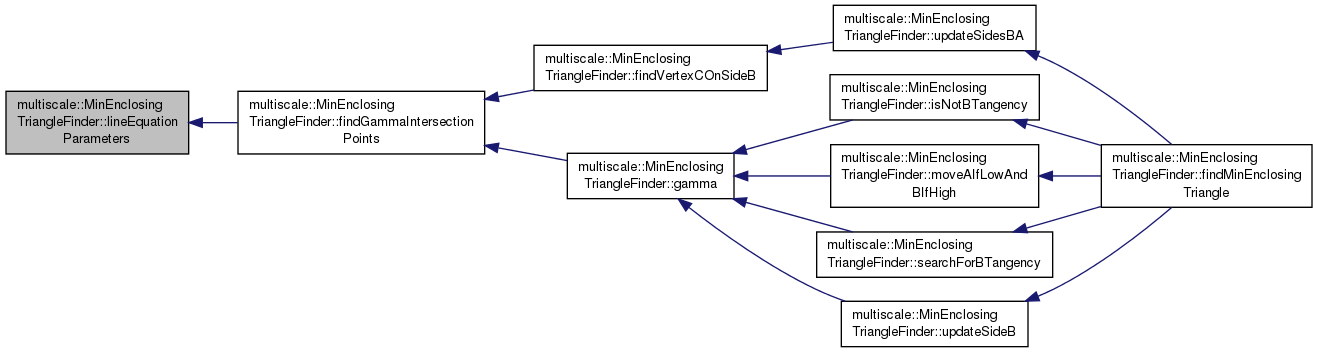 multiscale::MinEnclosing
TriangleFinder::lineEquation
Parameters
multiscale::MinEnclosing
TriangleFinder::findGammaIntersection
Points
multiscale::MinEnclosing
TriangleFinder::findVertexCOnSideB
multiscale::MinEnclosing
TriangleFinder::gamma
multiscale::MinEnclosing
TriangleFinder::updateSidesBA
multiscale::MinEnclosing
TriangleFinder::isNotBTangency
multiscale::MinEnclosing
TriangleFinder::moveAIfLowAnd
BIfHigh
multiscale::MinEnclosing
TriangleFinder::searchForBTangency
multiscale::MinEnclosing
TriangleFinder::updateSideB
multiscale::MinEnclosing
TriangleFinder::findMinEnclosing
Triangle